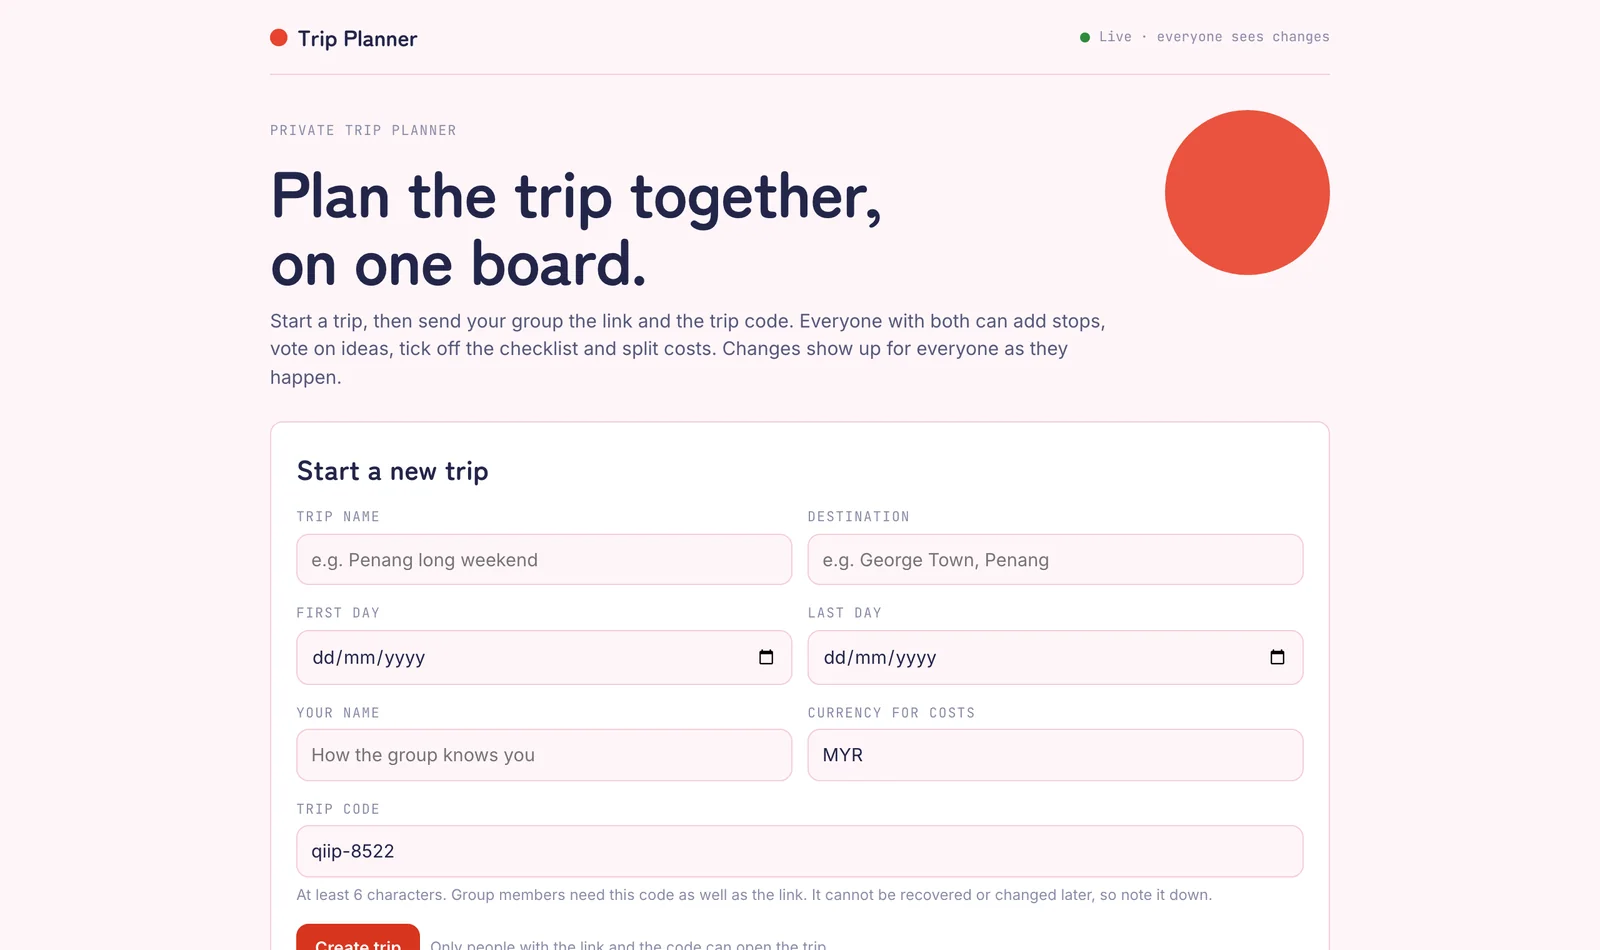 Trip Planner
Live · everyone sees changes
PRIVATE TRIP PLANNER
Plan the trip together,
on one board.
Start a trip, then send your group the link and the trip code. Everyone with both can add stops,
vote on ideas, tick off the checklist and split costs. Changes show up for everyone as they
happen.
Start a new trip
TRIP NAME
DESTINATION
e.g. Penang long weekend
e.g. George Town, Penang
FIRST DAY
LAST DAY
dd/mm/yyyy
dd/mm/yyyy
YOUR NAME
CURRENCY FOR COSTS
How the group knows you
MYR
TRIP CODE
qiip-8522
At least 6 characters. Group members need this code as well as the link. It cannot be recovered or changed later, so note it down.
Create trip
Only people with the link and the code can open the trip.